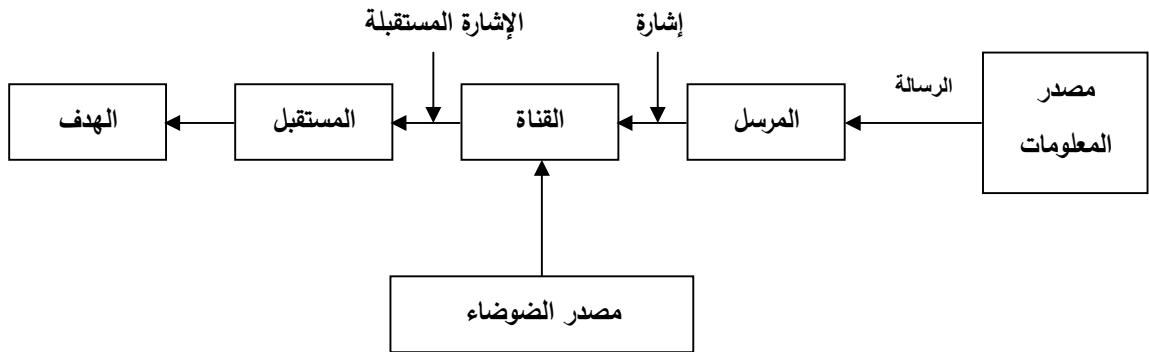 إشارة
الإشارة المستقبلة
مصدر
المعلومات
الرسالة
المرسل
القناة
المستقبل
الهدف
مصدر الضوضاء